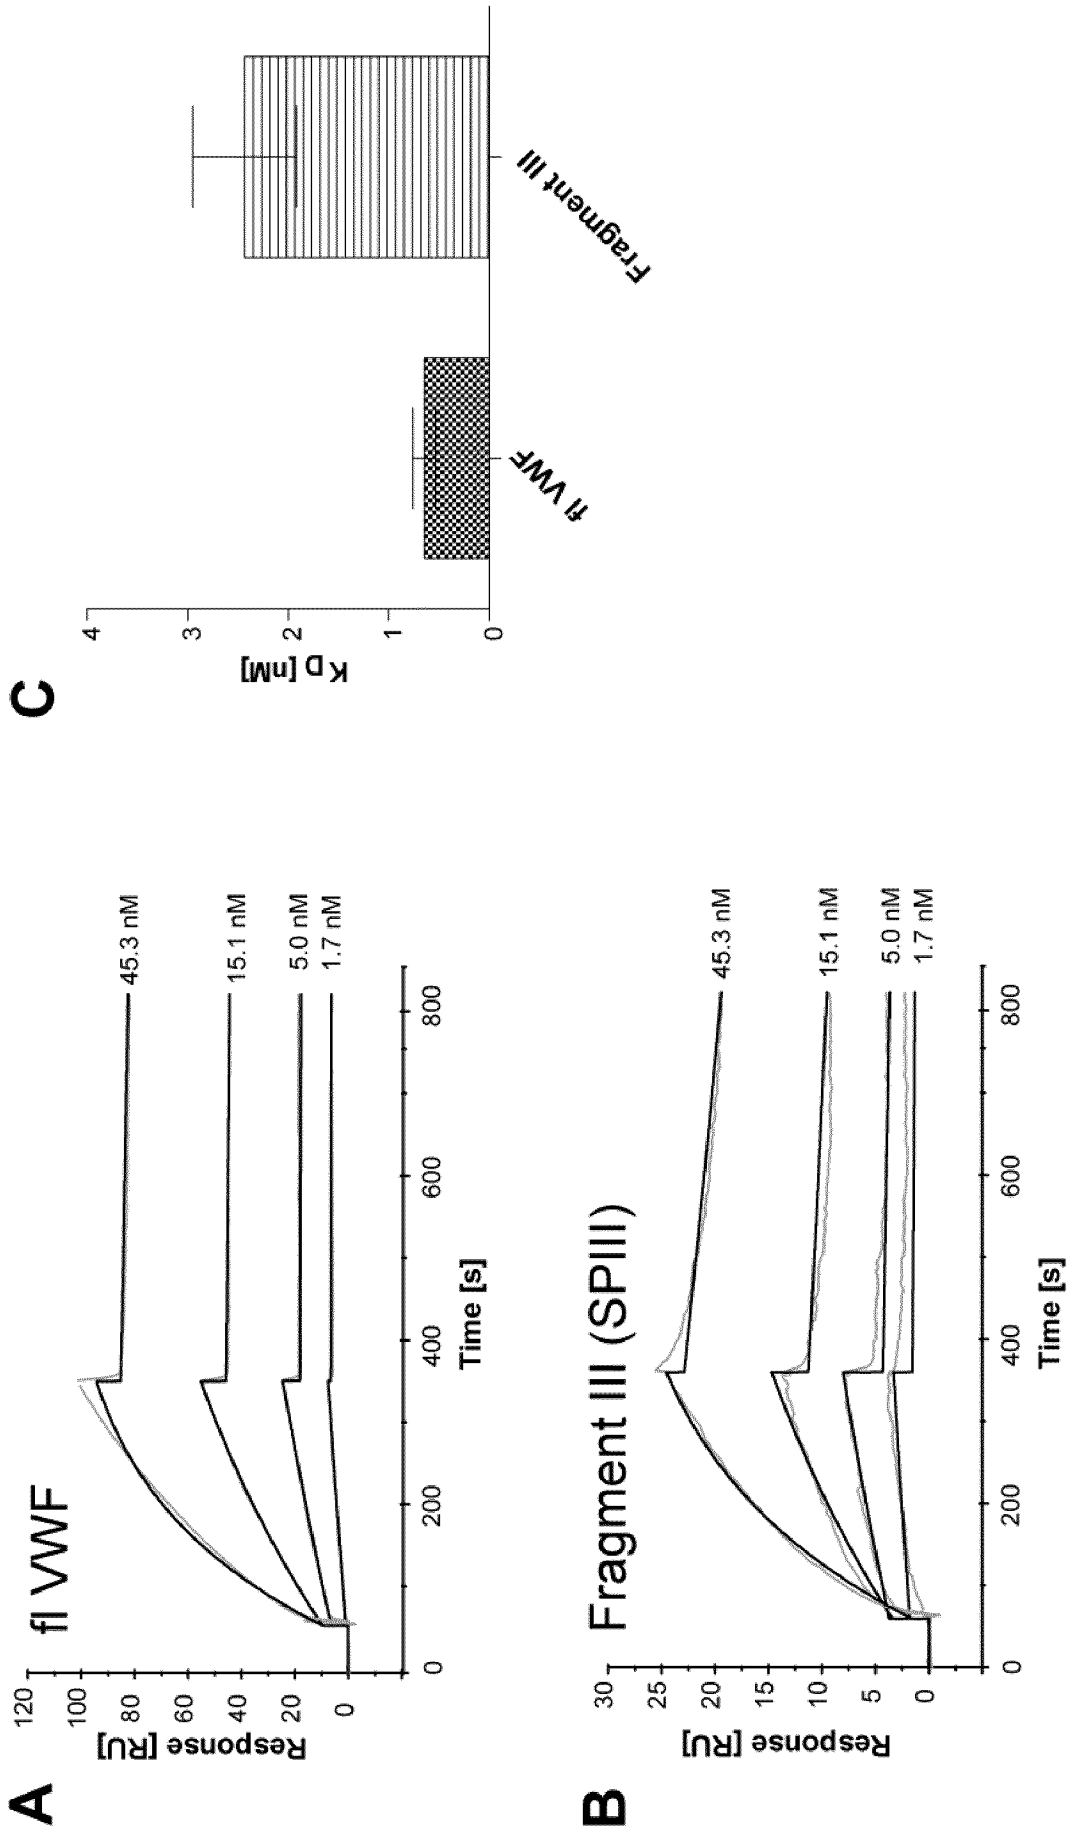 A
fl VWF
Response [RU]
120
100
80
60
40
20
0
0
200
400
600
800
Time [s]
45.3 nM
15.1 nM
5.0 nM
1.7 nM
B
Fragment III (SPIII)
Response [RU]
30
25
20
15
10
5
0
0
200
400
600
800
Time [s]
45.3 nM
15.1 nM
5.0 nM
1.7 nM
C
K D [nM]
4
3
2
1
0
fl VWF
Fragment III